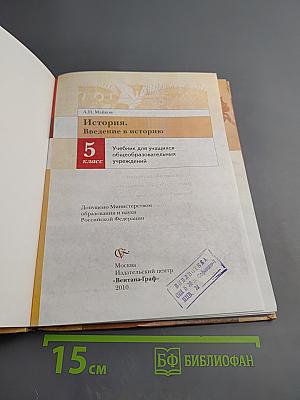 А.Н. Майков
История.
Введение в историю
5
класс
Учебник для учащихся
общеобразовательных
учреждений
Допущено Министерством
образования и науки
Российской Федерации
Москва
Издательский центр
«Вентана-Граф»
2010
15 см
БФ БИБЛИОФАН